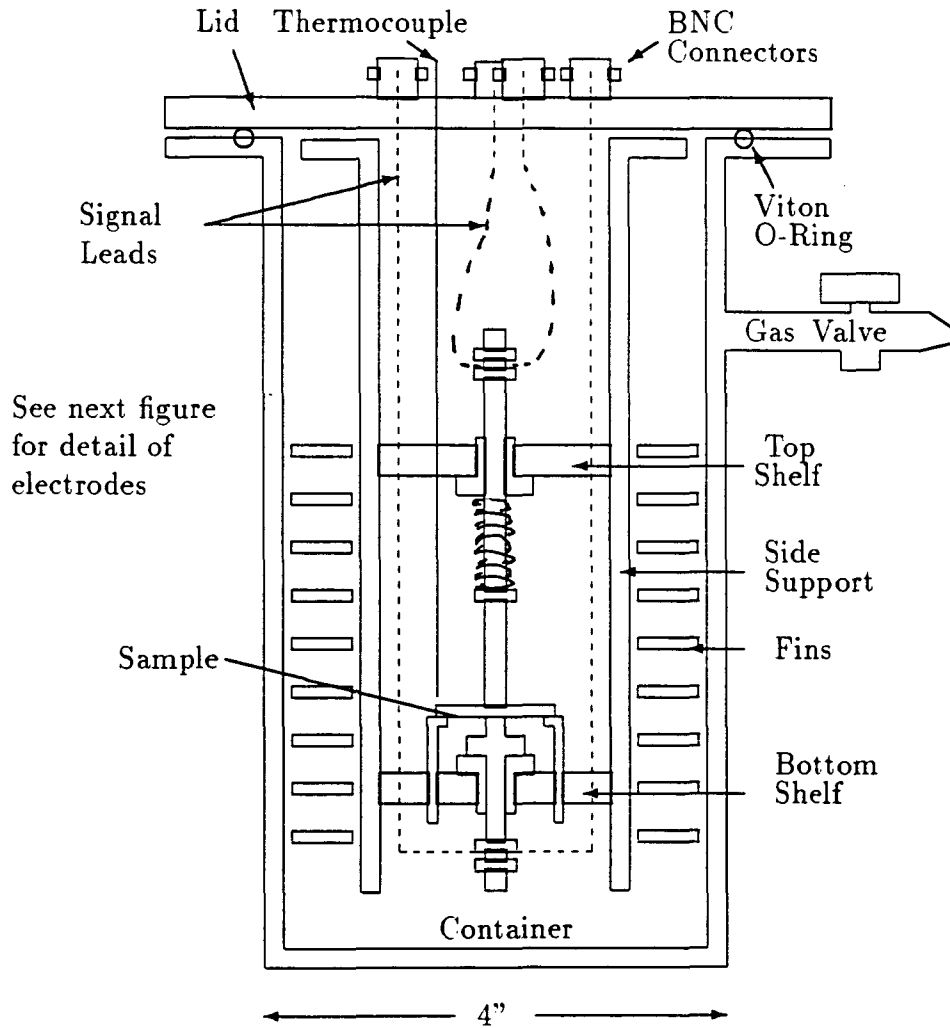 Lid
Thermocouple
BNC
Connectors
Signal
Leads
Viton
O-Ring
Gas Valve
See next figure
for detail of
electrodes
Top
Shelf
Side
Support
Sample
Fins
Bottom
Shelf
Container
4”